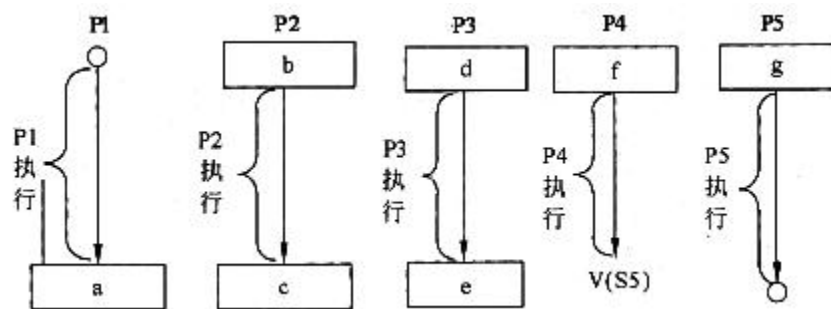 P1 P2 P3 P4 P5
b d f g
P1 执行
P2 执行
P3 执行
P4 执行
P5 执行
a c e
V(S5)